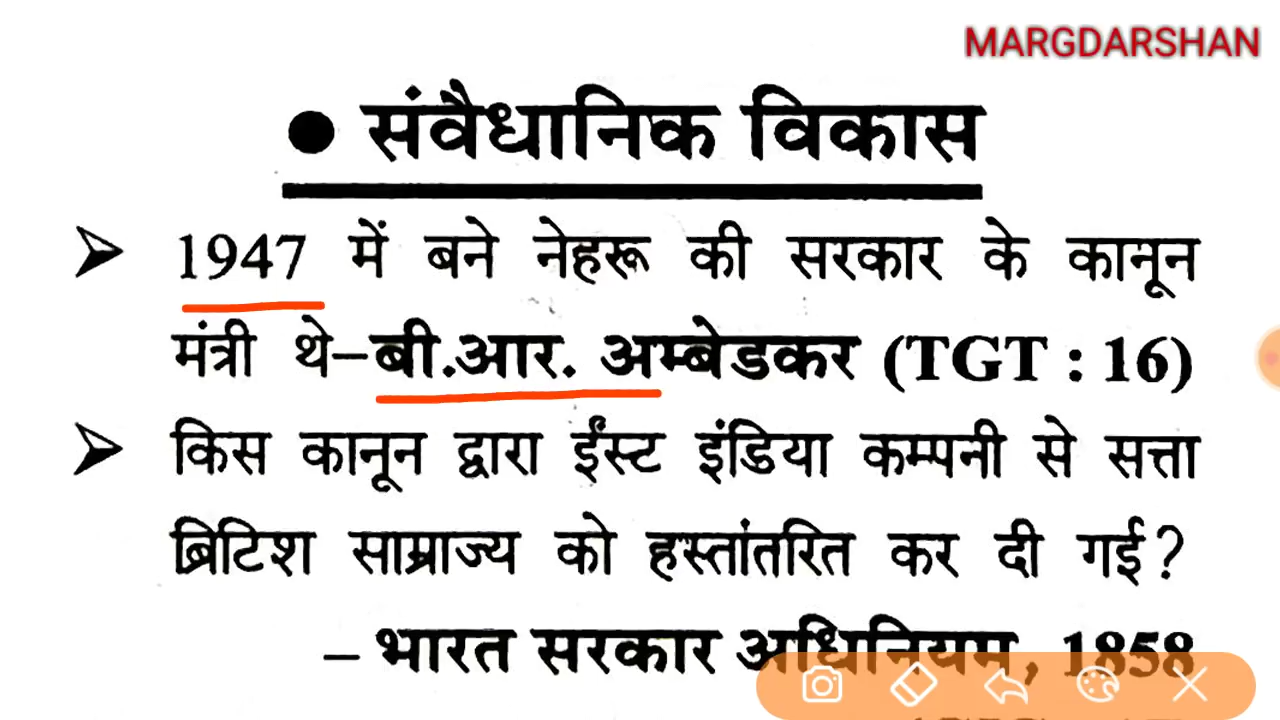 MARGDARSHAN
● संवैधानिक विकास
➢ 1947 में बने नेहरू की सरकार के कानून
मंत्री थे–बी.आर. अम्बेडकर (TGT : 16)
➢ किस कानून द्वारा ईस्ट इंडिया कम्पनी से सत्ता
ब्रिटिश साम्राज्य को हस्तांतरित कर दी गई?
– भारत सरकार अधिनियम, 1858